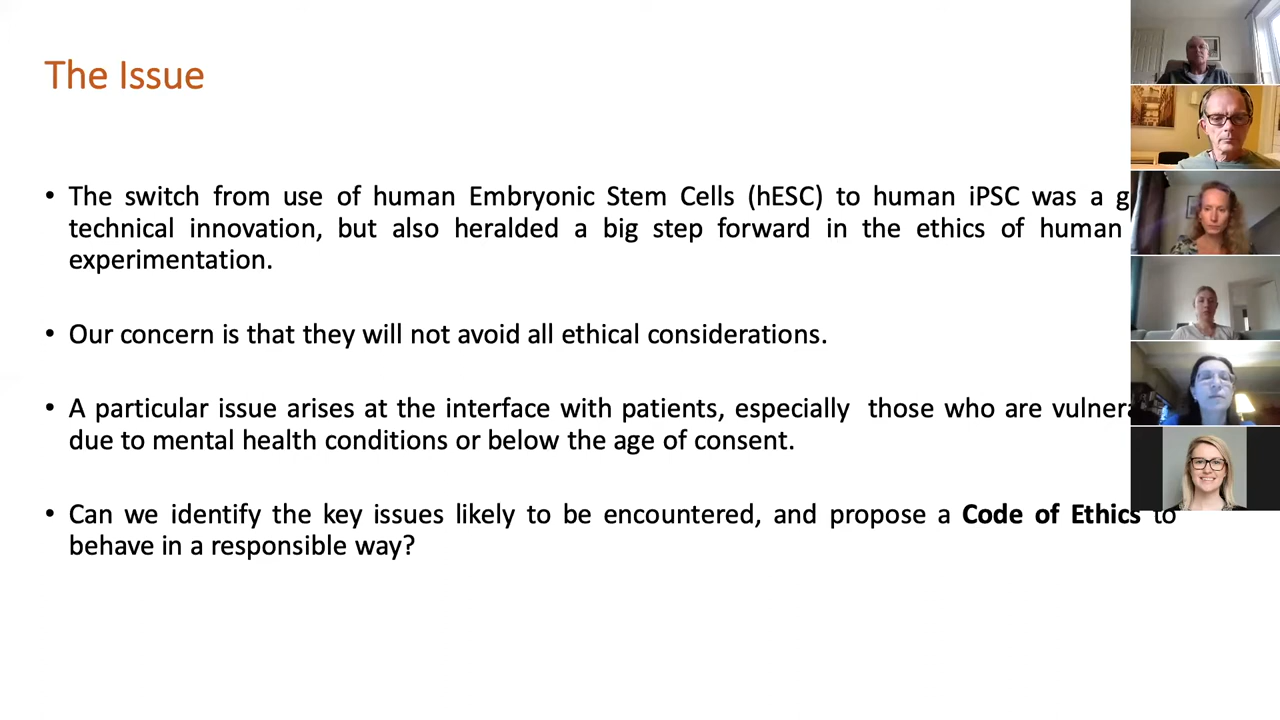 The Issue
• The switch from use of human Embryonic Stem Cells (hESC) to human iPSC was a
technical innovation, but also heralded a big step forward in the ethics of human
experimentation.
• Our concern is that they will not avoid all ethical considerations.
• A particular issue arises at the interface with patients, especially those who are
due to mental health conditions or below the age of consent.
• Can we identify the key issues likely to be encountered, and propose a Code of Ethics to
behave in a responsible way?